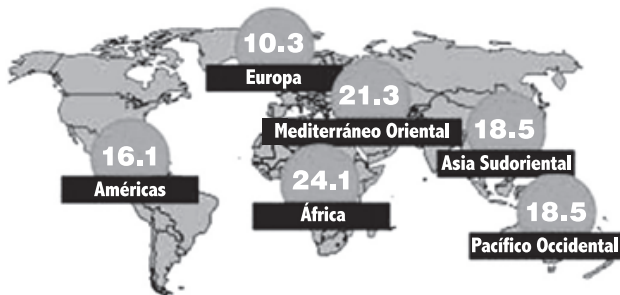 10.3
Europa
21.3
Mediterráneo Oriental
18.5
Asia Sudoriental
16.1
Américas
24.1
África
18.5
Pacífico Occidental